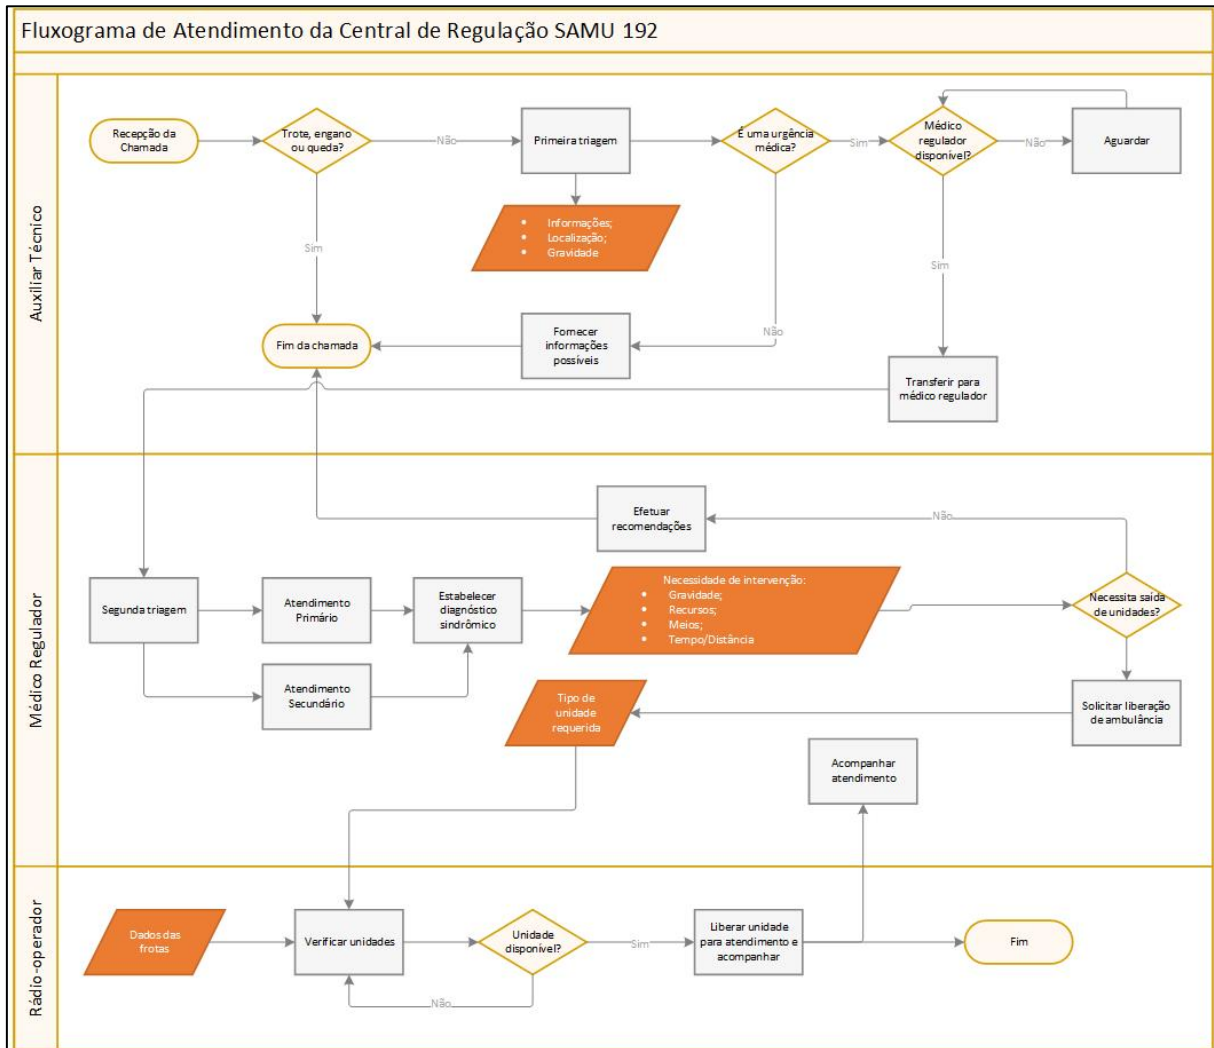 Fluxograma de Atendimento da Central de Regulação SAMU 192
Auxiliar Técnico
Recepção da
Chamada
Trote, engano
ou queda?
Não
Primeira triagem
É uma urgência
médica?
Sim
Médico
regulador
disponível?
Não
Aguardar
• Informações;
• Localização;
• Gravidade
Sim
Sim
Não
Fim da chamada
Fornecer
informações
possíveis
Transferir para
médico regulador
Médico Regulador
Efetuar
recomendações
Não
Segunda triagem
Atendimento
Primário
Estabelecer
diagnóstico
sindrômico
Necessidade de intervenção:
• Gravidade;
• Recursos;
• Meios;
• Tempo/Distância
Necessita saída
de unidades?
Atendimento
Secundário
Tipo de
unidade
requerida
Solicitar liberação
de ambulância
Acompanhar
atendimento
Rádio-operador
Dados das
frotas
Verificar unidades
Unidade
disponível?
Sim
Liberar unidade
para atendimento e
acompanhar
Fim
Não